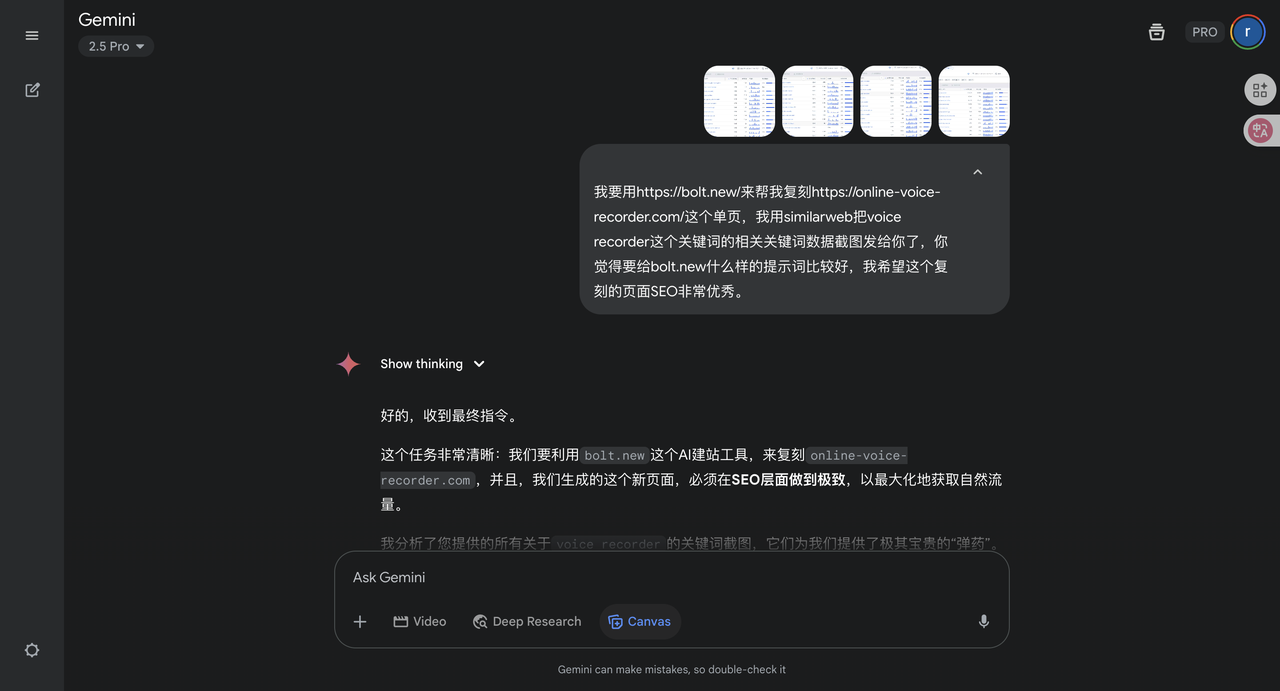 Gemini
2.5 Pro
PRO
r
我要用https://bolt.new/来帮我复刻https://online-voice-
recorder.com/这个单页，我用similarweb把voice
recorder这个关键词的相关关键词数据截图发给你了，你
觉得要给bolt.new什么样的提示词比较好，我希望这个复
刻的页面SEO非常优秀。
Show thinking
好的，收到最终指令。
这个任务非常清晰：我们要利用 bolt.new 这个AI建站工具，来复刻 online-voice-
recorder.com ，并且，我们生成的这个新页面，必须在SEO层面做到极致，以最大化地获取自然流
量。
我分析了您提供的所有关于 voice recorder 的关键词截图，它们为我们提供了极其宝贵的“弹药”。
Ask Gemini
Video
Deep Research
Canvas
Gemini can make mistakes, so double-check it